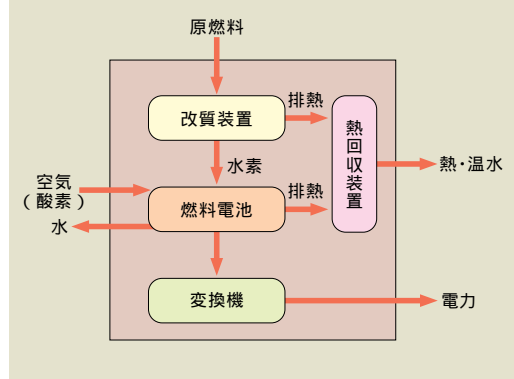 原燃料
改質装置
排熱
熱回収装置
熱・温水
水素
空気
(酸素)
水
燃料電池
排熱
変換機
電力